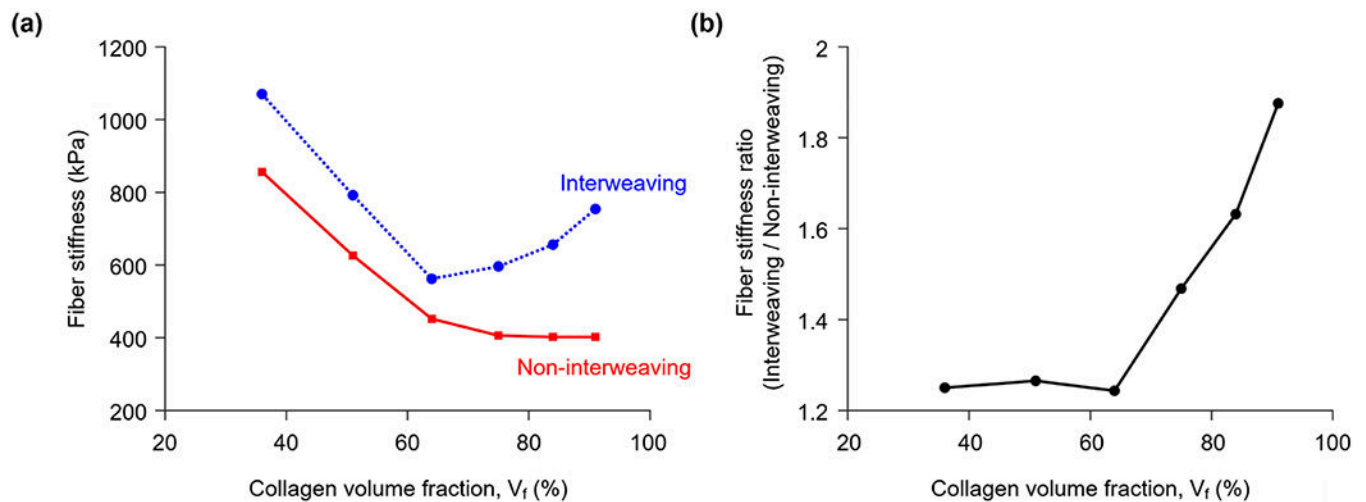 (a)
1200
1000
800
600
400
200
20
40
60
80
100
Fiber stiffness (kPa)
Collagen volume fraction, V_f (%)
Interweaving
Non-interweaving
(b)
2
1.8
1.6
1.4
1.2
20
40
60
80
100
Fiber stiffness ratio
(Interweaving / Non-interweaving)
Collagen volume fraction, V_f (%)